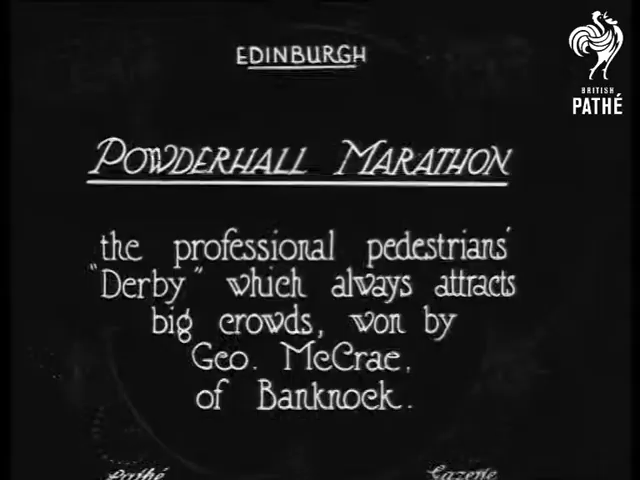 EDINBURGH
BRITISH
PATHÉ
POWDERHALL MARATHON
the professional pedestrians'
"Derby" which always attracts
big crowds, won by
Geo. McCrae,
of Banknock.
Pathé Gazette